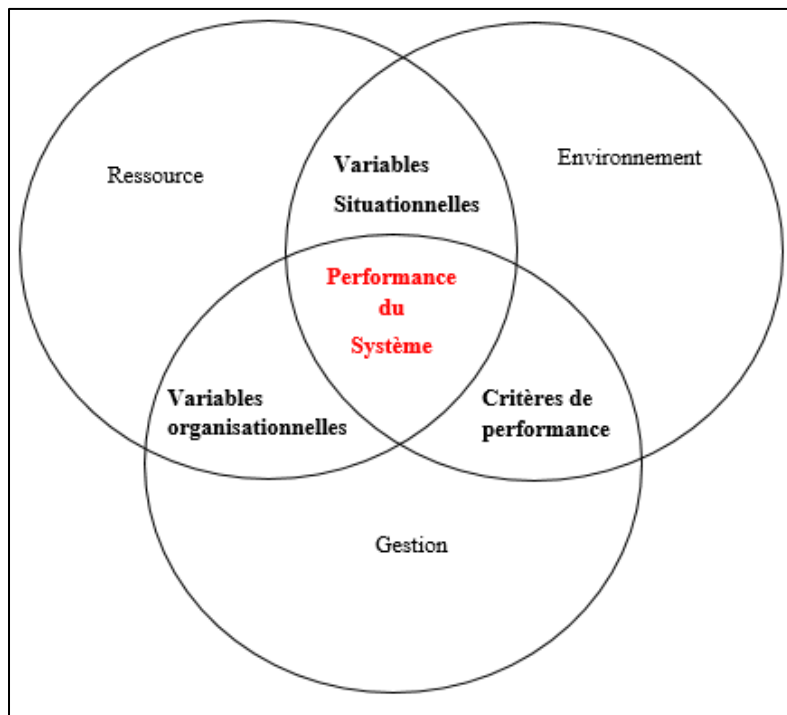 Variables
Situationnelles
Environnement
Ressource
Performance
du
Système
Variables
organisationnelles
Critères de
performance
Gestion